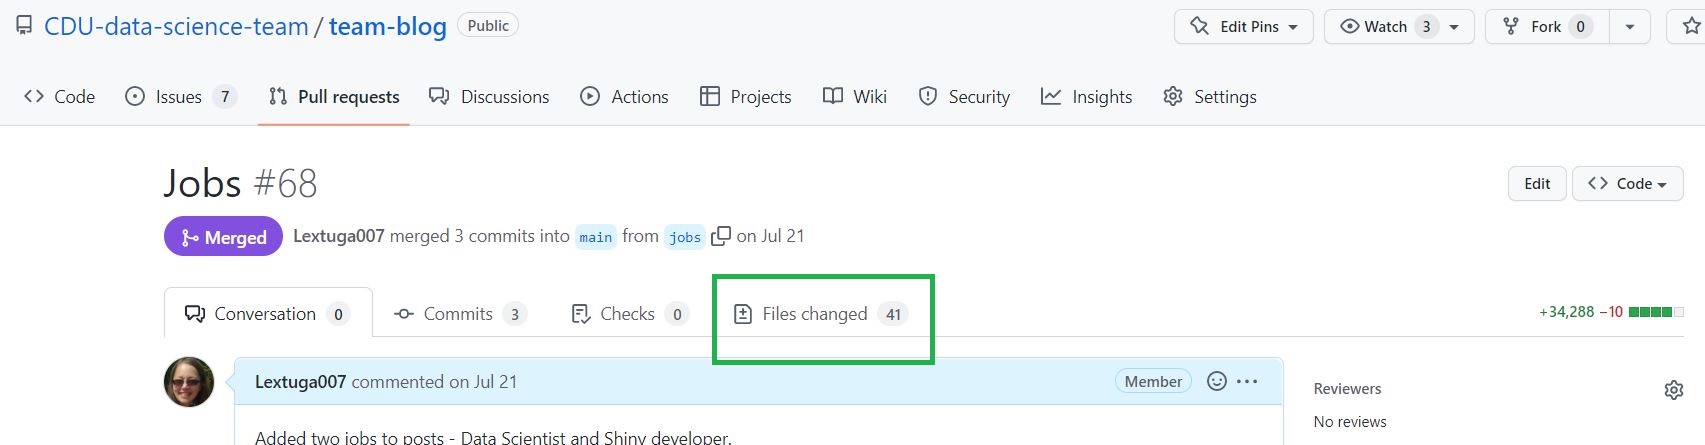 CDU-data-science-team / team-blog Public Edit Pins Watch 3 Fork 0
Code Issues 7 Pull requests Discussions Actions Projects Wiki Security Insights Settings
Jobs #68 Edit Code
Merged Lextuga007 merged 3 commits into main from jobs on Jul 21
Conversation 0 Commits 3 Checks 0 Files changed 41 +34,288 −10
Lextuga007 commented on Jul 21 Member ...
Reviewers
No reviews
Added two jobs to posts - Data Scientist and Shiny developer.